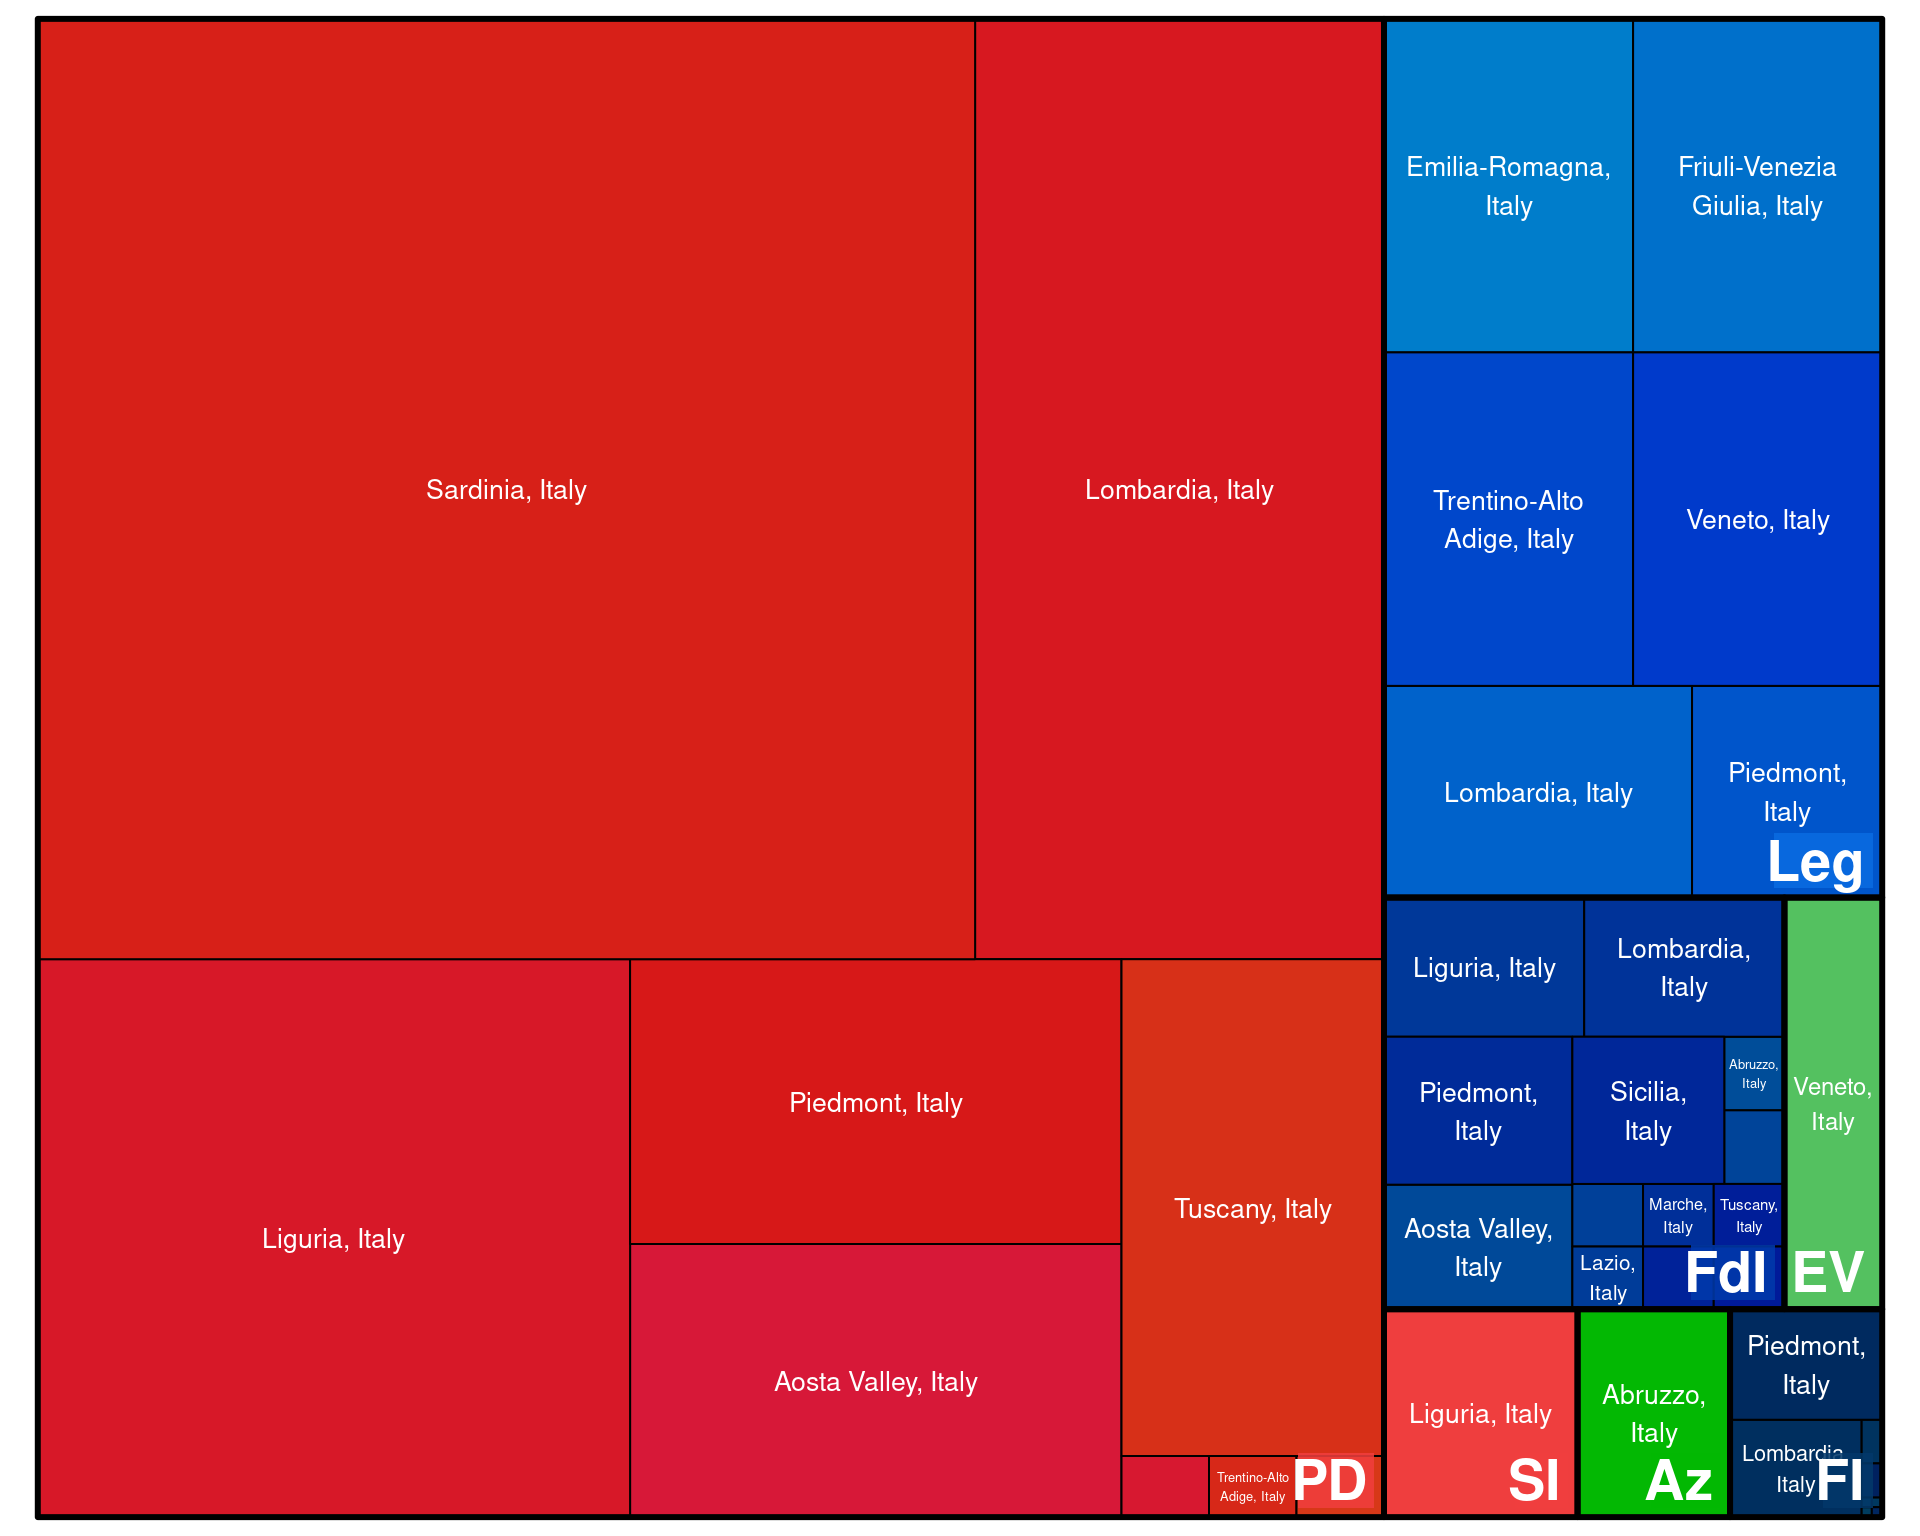 Sardinia, Italy
Lombardia, Italy
Liguria, Italy
Piedmont, Italy
Aosta Valley, Italy
Tuscany, Italy
Trentino-Alto
Adige, Italy
PD
Emilia-Romagna,
Italy
Friuli-Venezia
Giulia, Italy
Trentino-Alto
Adige, Italy
Veneto, Italy
Lombardia, Italy
Piedmont,
Italy
Leg
Liguria, Italy
Lombardia,
Italy
Piedmont,
Italy
Sicilia,
Italy
Abruzzo,
Italy
Aosta Valley,
Italy
Marche,
Italy
Tuscany,
Italy
Lazio,
Italy
FdI
Veneto,
Italy
EV
Liguria, Italy
SI
Abruzzo,
Italy
Az
Piedmont,
Italy
Lombardia,
Italy
FI